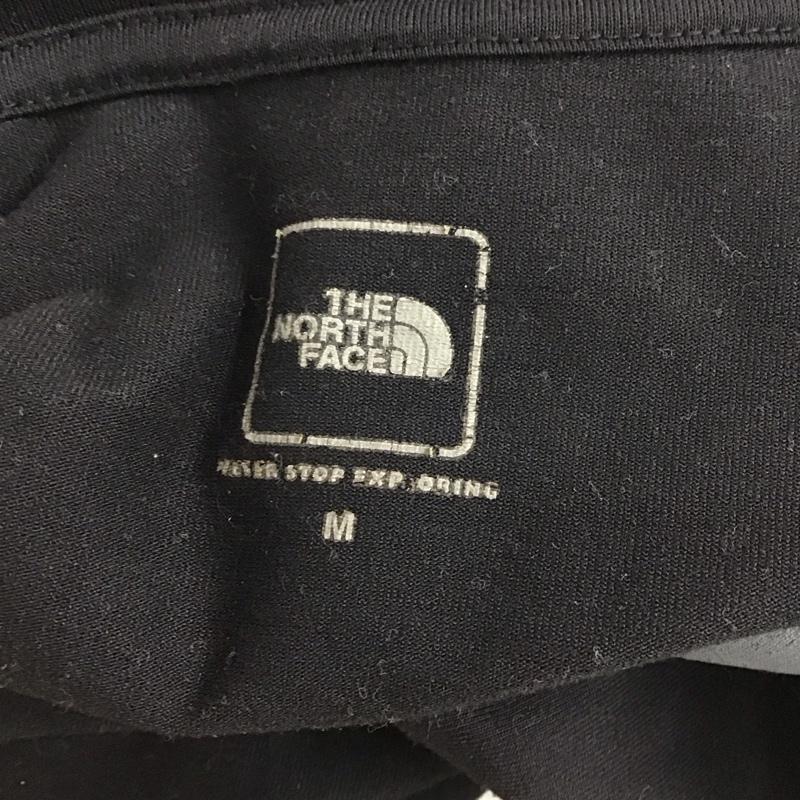 THE
NORTH
FACE
NEVER STOP EXPLORING
M